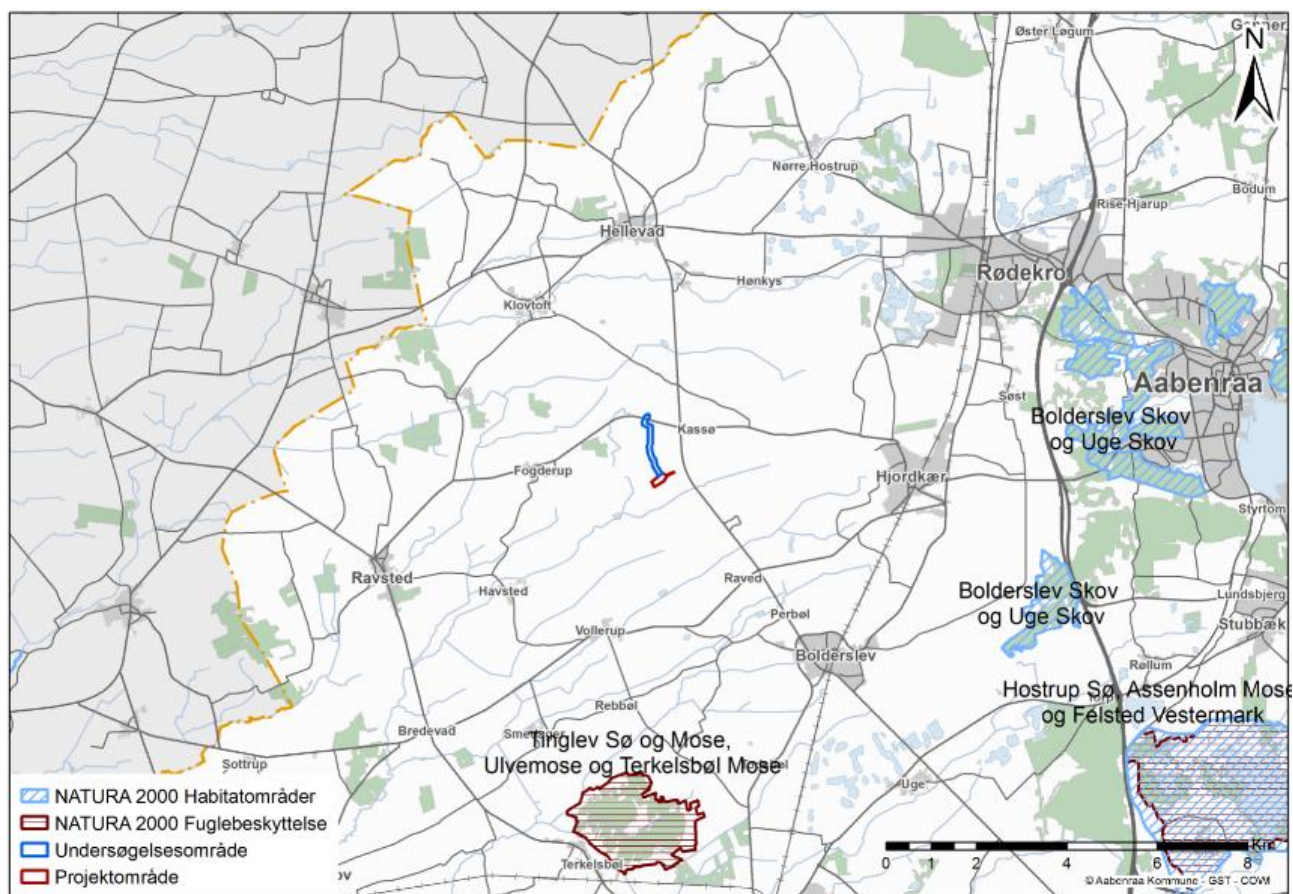 Øster Løgum
Genner
N
Nørre Hostrup
Bodum
Rise-Hjarup
Hellevad
Rødekro
Hønkys
Klovtoft
Aabenraa
Søst
Bolderslev Skov
og Uge Skov
Kassø
Fogderup
Hjordkær
Styrtom
Ravsted
Raved
Havsted
Bolderslev Skov
og Uge Skov
Lundsbjerg
Perbøl
Stubbæk
Vollerup
Bolderslev
Røllum
Hostrup Sø, Assenholm Mose
og Felsted Vestermark
Rebbøl
Bredevad
Tinglev Sø og Mose,
Ulvemose og Terkelsbøl Mose
Sottrup
Uge
NATURA 2000 Habitatområder
NATURA 2000 Fuglebeskyttelse
Undersøgelsesområde
Projektområde
Terkelsbøl
Km
0 1 2 4 6 8
© Aabenraa Kommune - GST - COWI